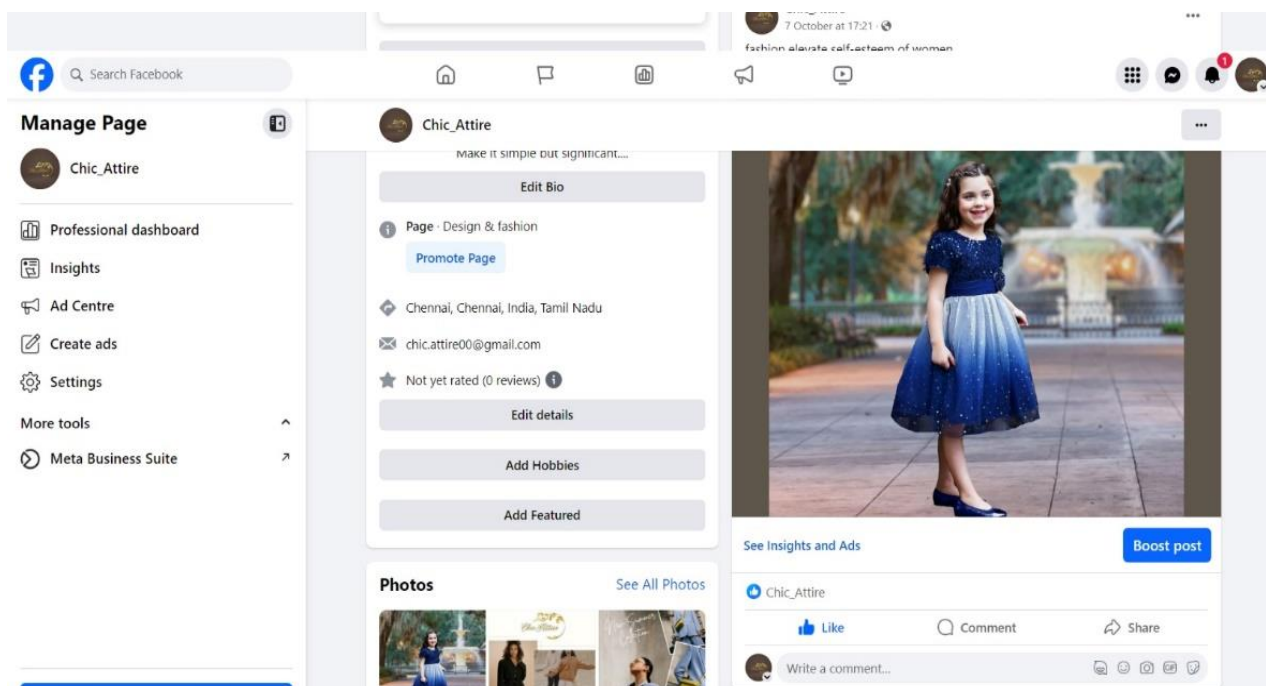 7 October at 17:21 ·
fashion elevate self-esteem of women
Search Facebook
1
Manage Page
Chic_Attire
Professional dashboard
Insights
Ad Centre
Create ads
Settings
More tools
Meta Business Suite
Chic_Attire
Make it simple but significant....
Edit Bio
Page · Design & fashion
Promote Page
Chennai, Chennai, India, Tamil Nadu
chic.attire00@gmail.com
Not yet rated (0 reviews)
Edit details
Add Hobbies
Add Featured
Photos
See All Photos
Chic Attire
See Insights and Ads
Boost post
Chic_Attire
Like
Comment
Share
Write a comment...
GIF